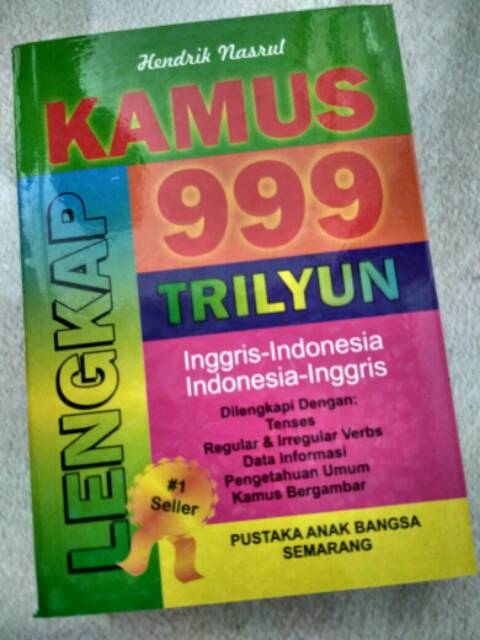 Hendrik Nasrul
KAMUS
LENGKAP
999
TRILYUN
Inggris-Indonesia
Indonesia-Inggris
Dilengkapi Dengan:
Tenses
Regular & Irregular Verbs
Data Informasi
Pengetahuan Umum
Kamus Bergambar
#1
Seller
PUSTAKA ANAK BANGSA
SEMARANG